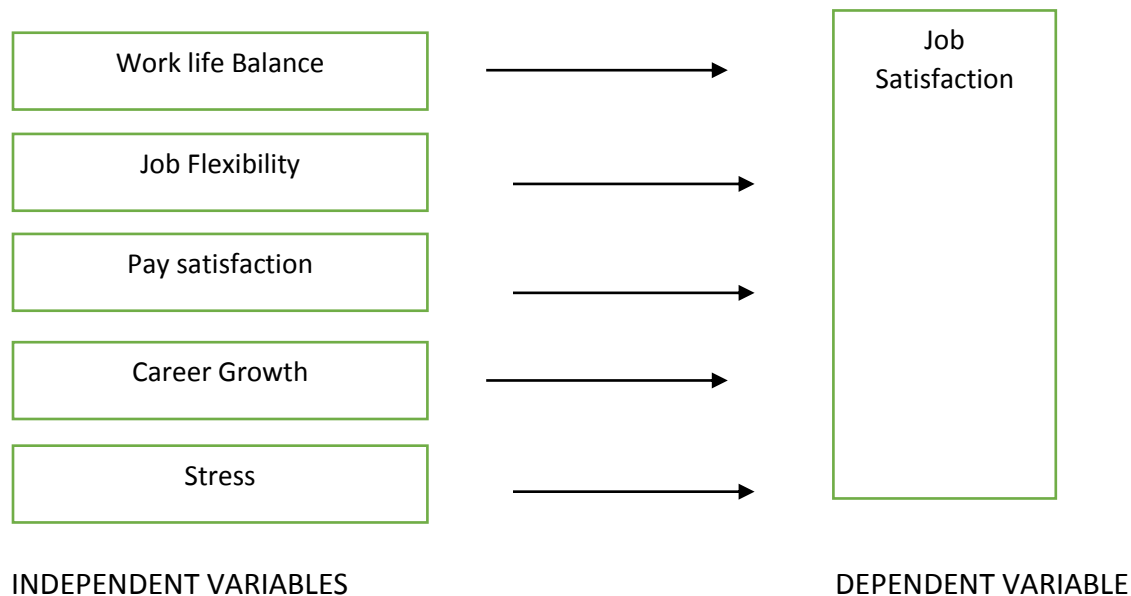 Work life Balance
Job
Satisfaction
Job Flexibility
Pay satisfaction
Career Growth
Stress
INDEPENDENT VARIABLES
DEPENDENT VARIABLE